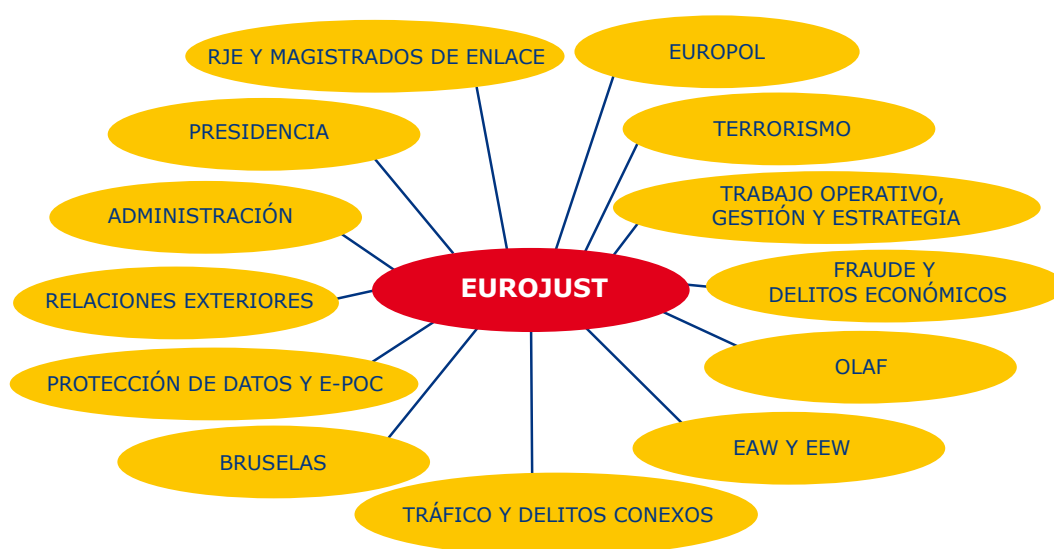 RJE Y MAGISTRADOS DE ENLACE
EUROPOL
PRESIDENCIA
TERRORISMO
ADMINISTRACIÓN
TRABAJO OPERATIVO,
GESTIÓN Y ESTRATEGIA
EUROJUST
FRAUDE Y
DELITOS ECONÓMICOS
RELACIONES EXTERIORES
OLAF
PROTECCIÓN DE DATOS Y E-POC
EAW Y EEW
BRUSELAS
TRÁFICO Y DELITOS CONEXOS